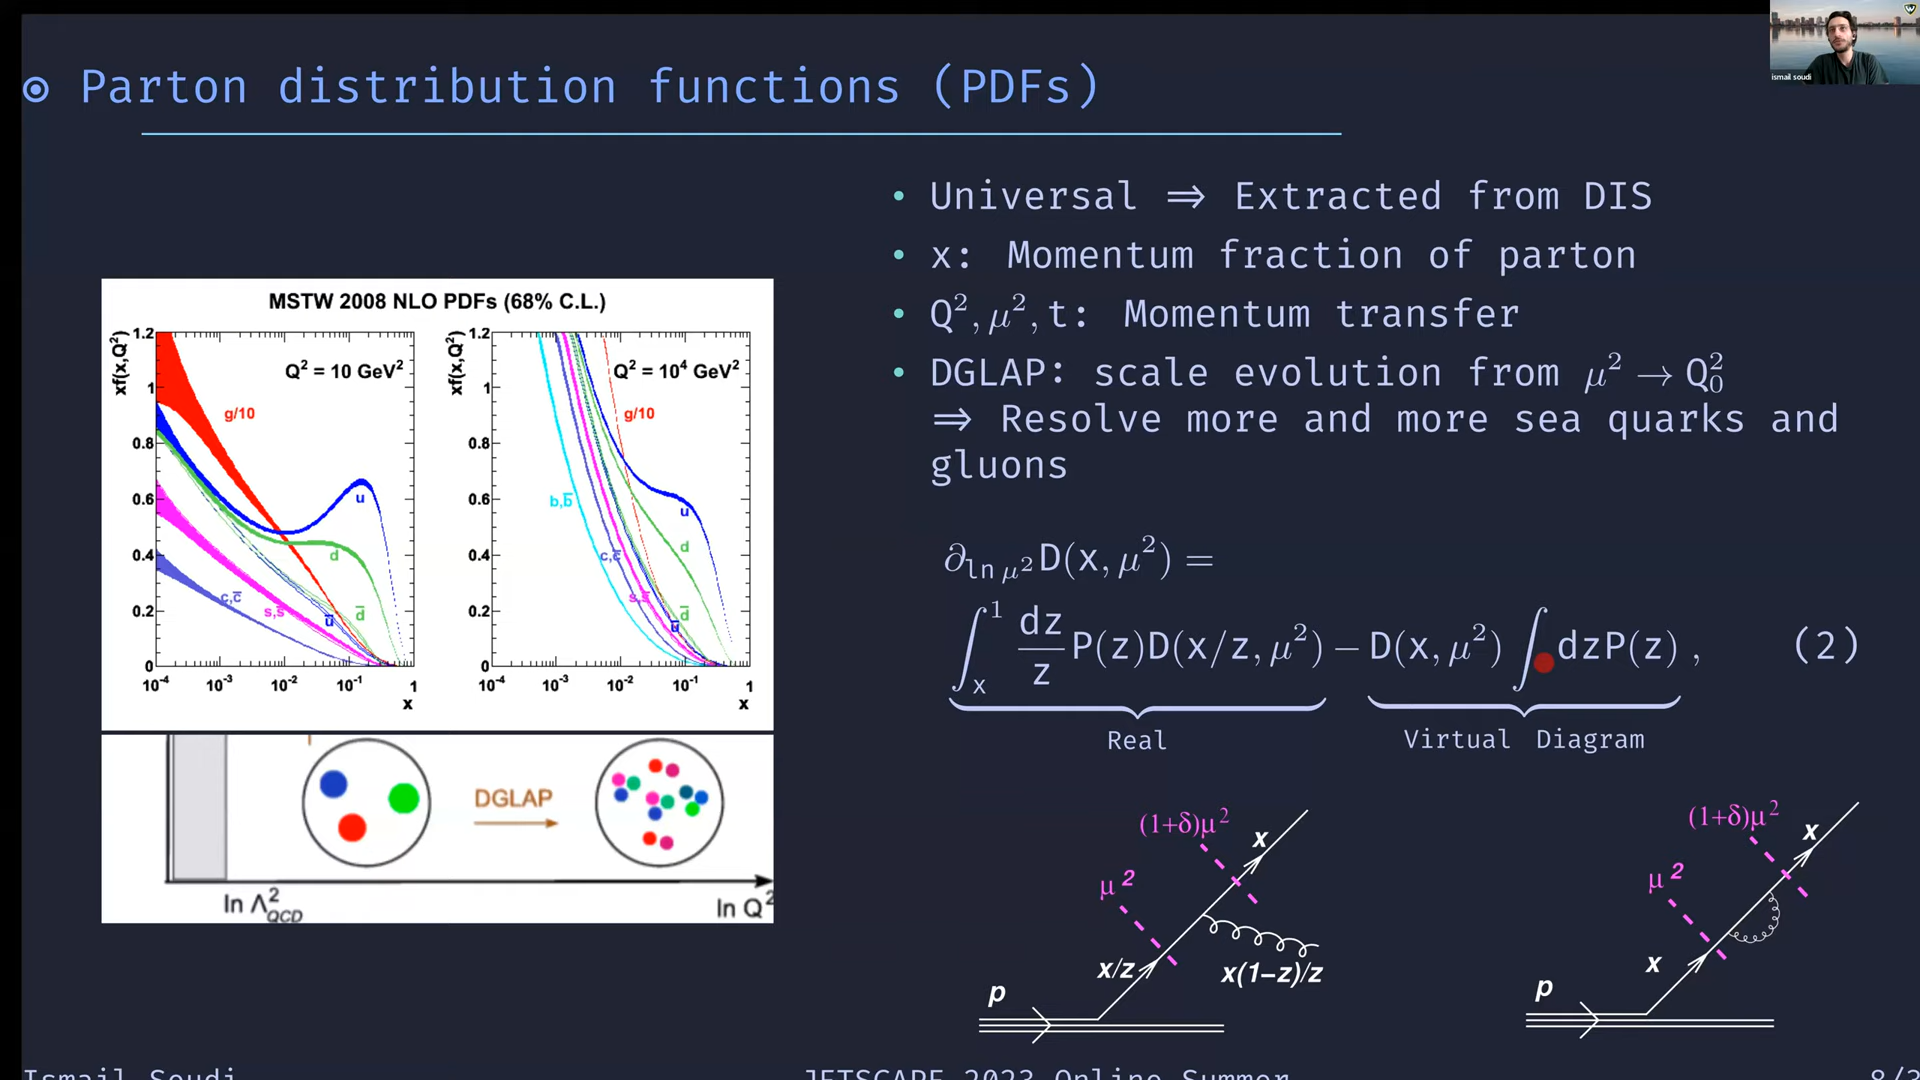 ismail soudi
Parton distribution functions (PDFs)
• Universal ⇒ Extracted from DIS
• x: Momentum fraction of parton
• Q², μ², t: Momentum transfer
• DGLAP: scale evolution from μ² → Q₀²
⇒ Resolve more and more sea quarks and
gluons
MSTW 2008 NLO PDFs (68% C.L.)
xf(x,Q²)
1.2
1
0.8
0.6
0.4
0.2
0
Q² = 10 GeV²
g/10
u
d
c,c̄
s,s̄
ū
d̄
10⁻⁴ 10⁻³ 10⁻² 10⁻¹ 1
x
xf(x,Q²)
1.2
1
0.8
0.6
0.4
0.2
0
Q² = 10⁴ GeV²
g/10
b,b̄
u
d
c,c̄
s,s̄
d̄
ū
10⁻⁴ 10⁻³ 10⁻² 10⁻¹ 1
x
DGLAP
ln Λ²QCD
ln Q²
∂ln μ² D(x, μ²) =
∫ₓ¹ dz/z P(z)D(x/z, μ²) − D(x, μ²) ∫ dzP(z) , (2)
Real
Virtual Diagram
(1+δ)μ²
x
μ²
x/z
x(1−z)/z
p
(1+δ)μ²
x
μ²
x
p
Ismail Soudi
JETSCAPE 2023 Online Summer